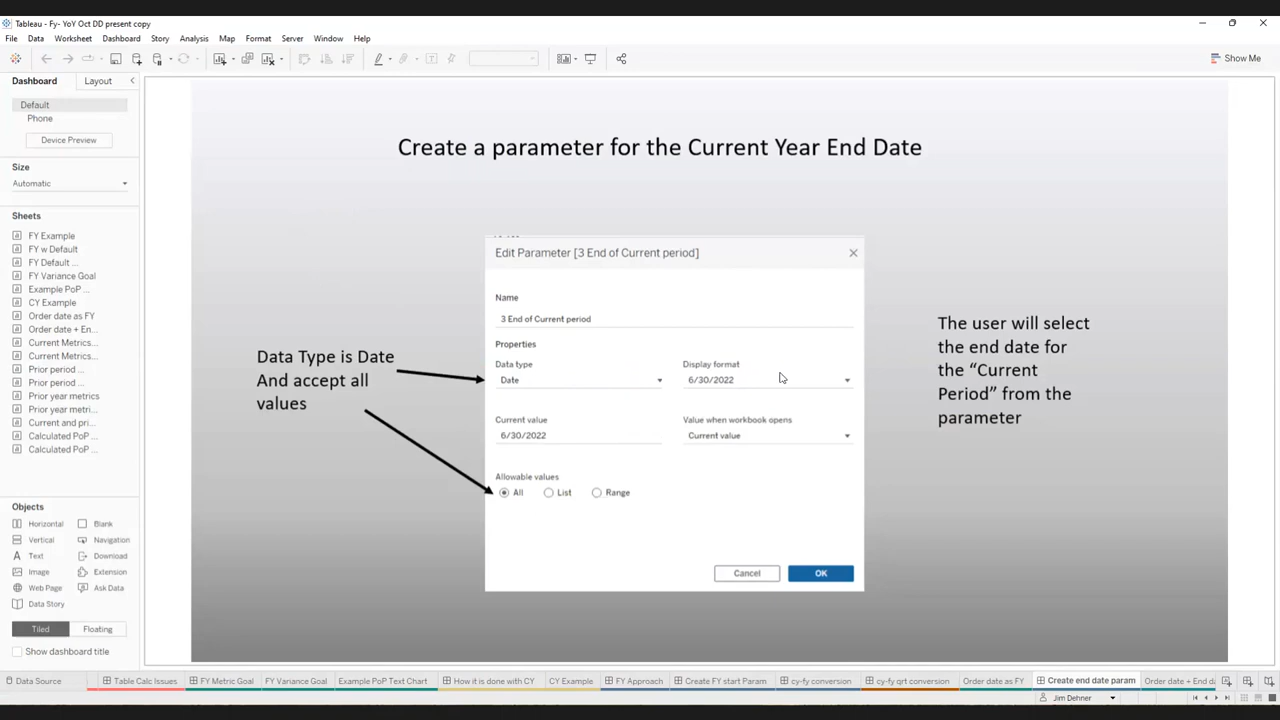 Tableau - Fy- YoY Oct DD present copy
File Data Worksheet Dashboard Story Analysis Map Format Server Window Help
Show Me
Dashboard Layout
Default
Phone
Device Preview
Size
Automatic
Sheets
FY Example
FY w Default
FY Default ...
FY Variance Goal
Example PoP ...
CY Example
Order date as FY
Order date + En...
Current Metrics...
Current Metrics...
Prior period ...
Prior period ...
Prior year metrics
Prior year metri...
Current and pri...
Calculated PoP ...
Calculated PoP ...
Objects
Horizontal Blank
Vertical Navigation
Text Download
Image Extension
Web Page Ask Data
Data Story
Tiled Floating
Show dashboard title
Create a parameter for the Current Year End Date
Data Type is Date
And accept all
values
Edit Parameter [3 End of Current period]
Name
3 End of Current period
Properties
Data type Display format
Date 6/30/2022
Current value Value when workbook opens
6/30/2022 Current value
Allowable values
All List Range
Cancel OK
The user will select
the end date for
the “Current
Period” from the
parameter
Data Source Table Calc Issues FY Metric Goal FY Variance Goal Example PoP Text Chart How it is done with CY CY Example FY Approach Create FY start Param cy-fy conversion cy-fy qrt conversion Order date as FY Create end date param Order date + End da
Jim Dehner